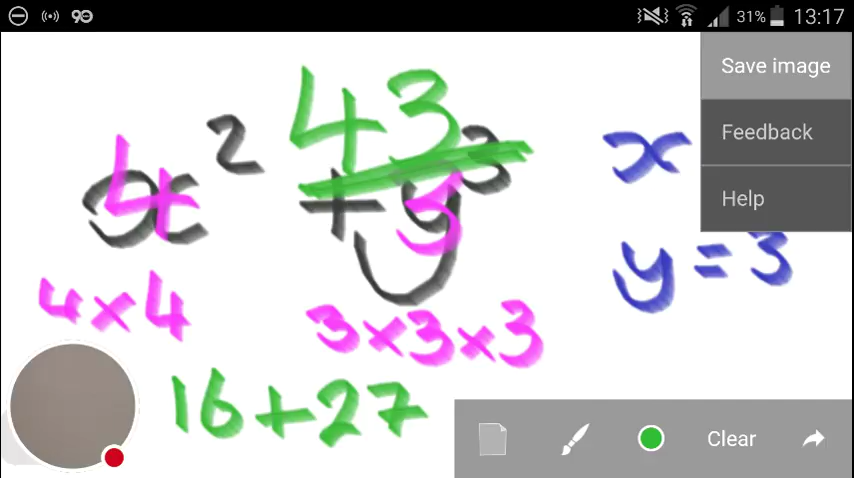 31% 13:17
Save image
Feedback
Help
43
x² + y³
4 3
x
y = 3
4 × 4
3 × 3 × 3
16 + 27
Clear